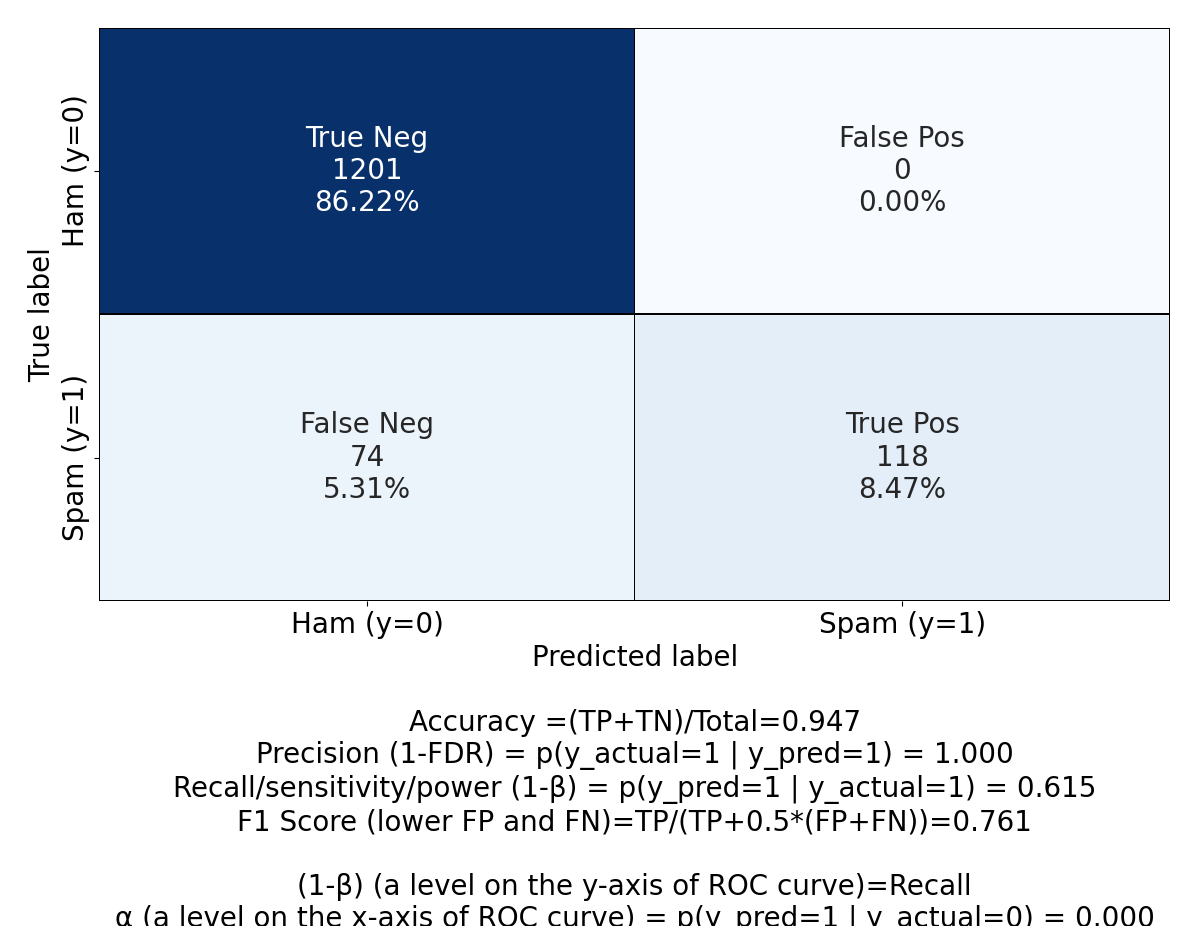 True label
Ham (y=0)
Spam (y=1)
True Neg
1201
86.22%
False Pos
0
0.00%
False Neg
74
5.31%
True Pos
118
8.47%
Ham (y=0)
Spam (y=1)
Predicted label
Accuracy =(TP+TN)/Total=0.947
Precision (1-FDR) = p(y_actual=1 | y_pred=1) = 1.000
Recall/sensitivity/power (1-β) = p(y_pred=1 | y_actual=1) = 0.615
F1 Score (lower FP and FN)=TP/(TP+0.5*(FP+FN))=0.761
(1-β) (a level on the y-axis of ROC curve)=Recall
α (a level on the x-axis of ROC curve) = p(y_pred=1 | y_actual=0) = 0.000